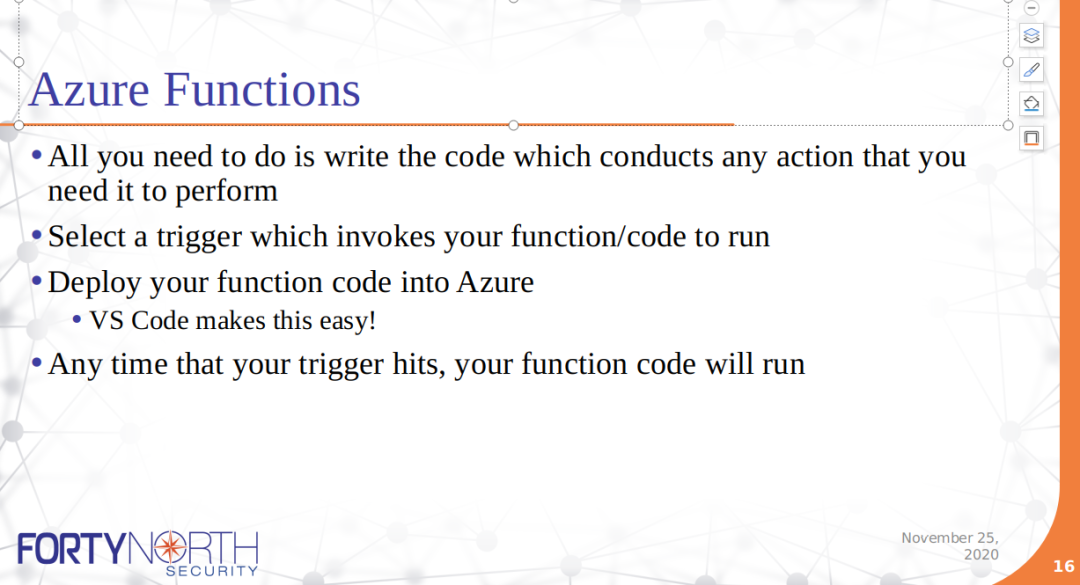 Azure Functions
• All you need to do is write the code which conducts any action that you
need it to perform
• Select a trigger which invokes your function/code to run
• Deploy your function code into Azure
• VS Code makes this easy!
• Any time that your trigger hits, your function code will run
FORTYNORTH
SECURITY
November 25,
2020
16